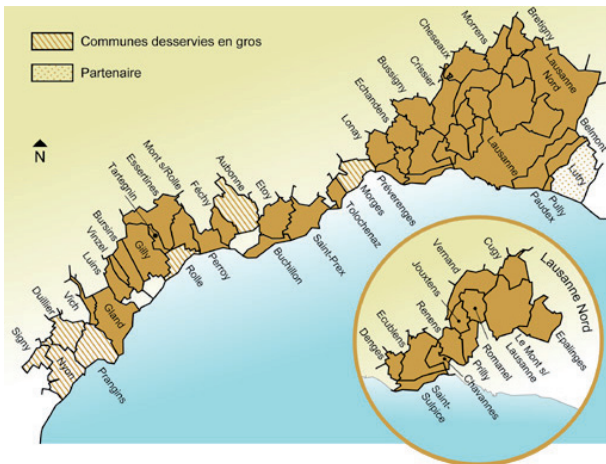 Communes desservies en gros
Partenaire
N
Signy
Duillier
Nyon
Vich
Prangins
Gland
Luins
Vinzel
Bursins
Gilly
Tartegnin
Essertines
Mont s/Rolle
Rolle
Féchy
Perroy
Aubonne
Etoy
Buchillon
Saint-Prex
Tolochenaz
Morges
Préverenges
Lonay
Echandens
Bussigny
Crissier
Cheseaux
Morrens
Bretigny
Lausanne
Nord
Lausanne
Paudex
Pully
Lutry
Belmont
Lausanne Nord
Denges
Ecublens
Renens
Jouxtens
Vernand
Cugy
Epalinges
Le Mont s/
Lausanne
Romanel
Prilly
Chavannes
Saint-
Sulpice